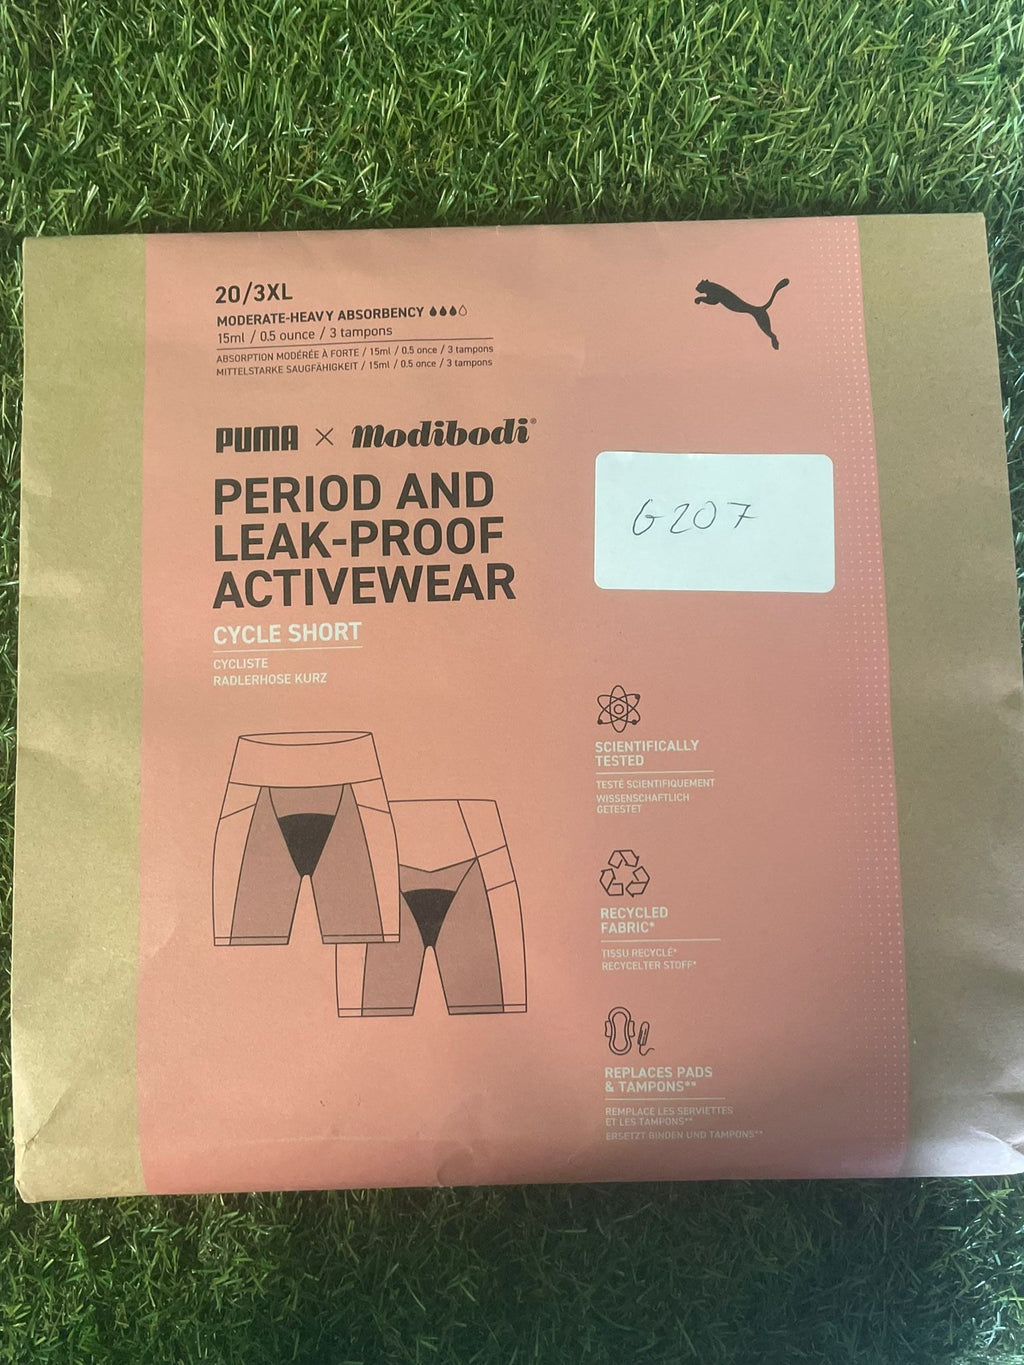 20/3XL
MODERATE-HEAVY ABSORBENCY
15ml / 0.5 ounce / 3 tampons
ABSORPTION MODÉRÉE À FORTE / 15ml / 0.5 once / 3 tampons
MITTELSTARKE SAUGFÄHIGKEIT / 15ml / 0.5 once / 3 tampons
PUMA × Modibodi®
PERIOD AND
LEAK-PROOF
ACTIVEWEAR
CYCLE SHORT
CYCLISTE
RADLERHOSE KURZ
G207
SCIENTIFICALLY
TESTED
TESTÉ SCIENTIFIQUEMENT
WISSENSCHAFTLICH
GETESTET
RECYCLED
FABRIC*
TISSU RECYCLÉ*
RECYCELTER STOFF*
REPLACES PADS
& TAMPONS**
REMPLACE LES SERVIETTES
ET LES TAMPONS**
ERSETZT BINDEN UND TAMPONS**